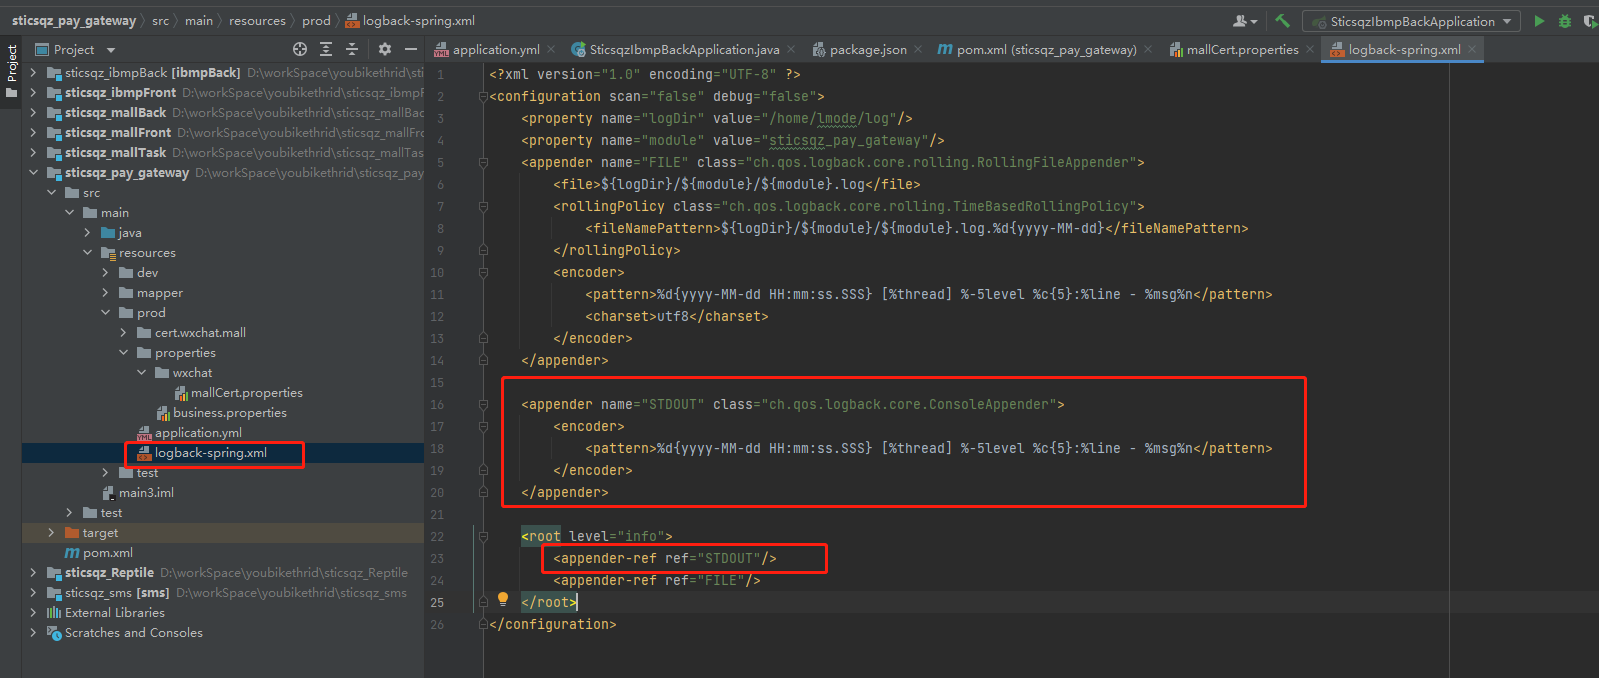 sticsqz_pay_gateway src main resources prod logback-spring.xml
SticsqzIbmpBackApplication
Project
Project
application.yml SticsqzIbmpBackApplication.java package.json pom.xml (sticsqz_pay_gateway) mallCert.properties logback-spring.xml
sticsqz_ibmpBack [ibmpBack] D:\workSpace\youbikethrid\sti
sticsqz_ibmpFront D:\workSpace\youbikethrid\sticsqz_ibmpF
sticsqz_mallBack D:\workSpace\youbikethrid\sticsqz_mallBac
sticsqz_mallFront D:\workSpace\youbikethrid\sticsqz_mallFro
sticsqz_mallTask D:\workSpace\youbikethrid\sticsqz_mallTas
sticsqz_pay_gateway D:\workSpace\youbikethrid\sticsqz_pay
src
main
java
resources
dev
mapper
prod
cert.wxchat.mall
properties
wxchat
mallCert.properties
business.properties
application.yml
logback-spring.xml
test
main3.iml
test
target
pom.xml
sticsqz_Reptile D:\workSpace\youbikethrid\sticsqz_Reptile
sticsqz_sms [sms] D:\workSpace\youbikethrid\sticsqz_sms
External Libraries
Scratches and Consoles
1 <?xml version="1.0" encoding="UTF-8" ?>
2 <configuration scan="false" debug="false">
3 <property name="logDir" value="/home/lmode/log"/>
4 <property name="module" value="sticsqz_pay_gateway"/>
5 <appender name="FILE" class="ch.qos.logback.core.rolling.RollingFileAppender">
6 <file>${logDir}/${module}/${module}.log</file>
7 <rollingPolicy class="ch.qos.logback.core.rolling.TimeBasedRollingPolicy">
8 <fileNamePattern>${logDir}/${module}/${module}.log.%d{yyyy-MM-dd}</fileNamePattern>
9 </rollingPolicy>
10 <encoder>
11 <pattern>%d{yyyy-MM-dd HH:mm:ss.SSS} [%thread] %-5level %c{5}:%line - %msg%n</pattern>
12 <charset>utf8</charset>
13 </encoder>
14 </appender>
15
16 <appender name="STDOUT" class="ch.qos.logback.core.ConsoleAppender">
17 <encoder>
18 <pattern>%d{yyyy-MM-dd HH:mm:ss.SSS} [%thread] %-5level %c{5}:%line - %msg%n</pattern>
19 </encoder>
20 </appender>
21
22 <root level="info">
23 <appender-ref ref="STDOUT"/>
24 <appender-ref ref="FILE"/>
25 </root>
26 </configuration>